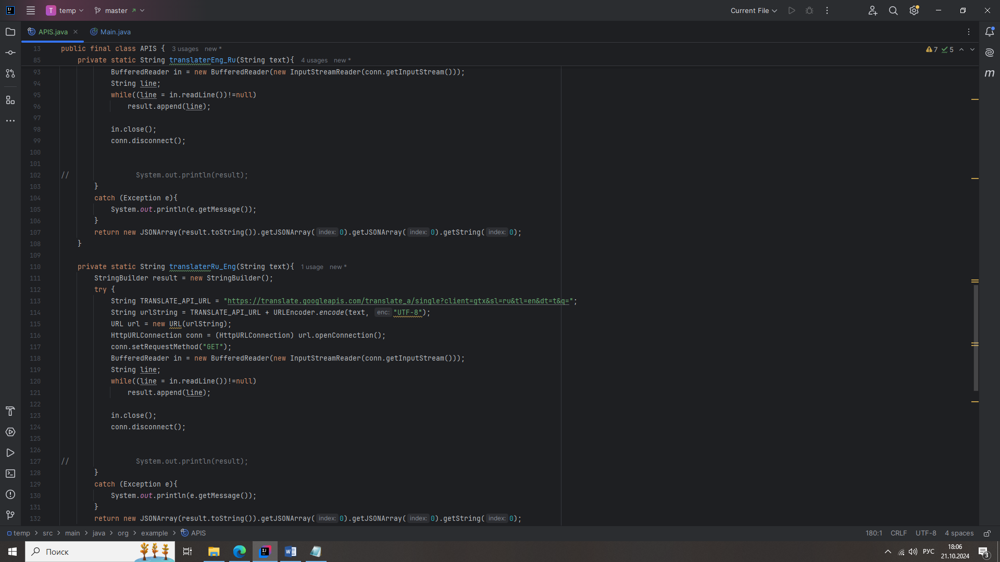 T temp master Current File
APIS.java Main.java
13 public final class APIS { 3 usages new *
7 5
85 private static String translaterEng_Ru(String text){ 4 usages new *
93 BufferedReader in = new BufferedReader(new InputStreamReader(conn.getInputStream()));
94 String line;
95 while((line = in.readLine())!=null)
96 result.append(line);
97
98 in.close();
99 conn.disconnect();
100
101
102 // System.out.println(result);
103 }
104 catch (Exception e){
105 System.out.println(e.getMessage());
106 }
107 return new JSONArray(result.toString()).getJSONArray( index: 0).getJSONArray( index: 0).getString( index: 0);
108 }
109
110 private static String translaterRu_Eng(String text){ 1 usage new *
111 StringBuilder result = new StringBuilder();
112 try {
113 String TRANSLATE_API_URL = "https://translate.googleapis.com/translate_a/single?client=gtx&sl=ru&tl=en&dt=t&q=";
114 String urlString = TRANSLATE_API_URL + URLEncoder.encode(text, enc: "UTF-8");
115 URL url = new URL(urlString);
116 HttpURLConnection conn = (HttpURLConnection) url.openConnection();
117 conn.setRequestMethod("GET");
118 BufferedReader in = new BufferedReader(new InputStreamReader(conn.getInputStream()));
119 String line;
120 while((line = in.readLine())!=null)
121 result.append(line);
122
123 in.close();
124 conn.disconnect();
125
126
127 // System.out.println(result);
128 }
129 catch (Exception e){
130 System.out.println(e.getMessage());
131 }
132 return new JSONArray(result.toString()).getJSONArray( index: 0).getJSONArray( index: 0).getString( index: 0);
temp > src > main > java > org > example > APIS 180:1 CRLF UTF-8 4 spaces
Поиск РУС 18:06
21.10.2024 3